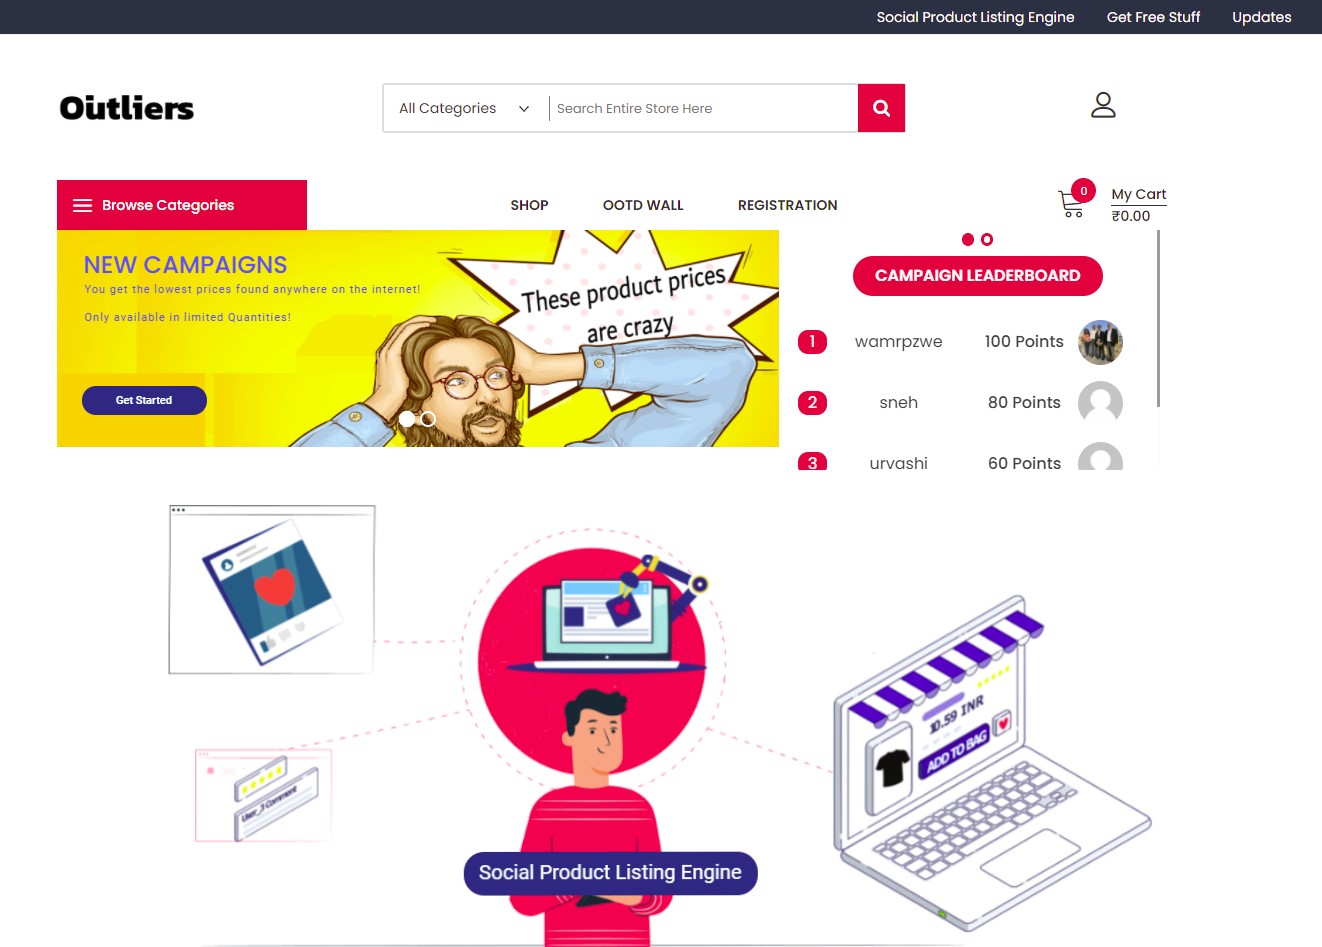 Social Product Listing Engine Get Free Stuff Updates
Outliers
All Categories Search Entire Store Here
Browse Categories SHOP OOTD WALL REGISTRATION 0 My Cart
₹0.00
NEW CAMPAIGNS
You get the lowest prices found anywhere on the internet!
Only available in limited Quantities!
Get Started
These product prices
are crazy
CAMPAIGN LEADERBOARD
1 wamrpzwe 100 Points
2 sneh 80 Points
3 urvashi 60 Points
10.59 INR
ADD TO BAG
User_3 Comment
Social Product Listing Engine